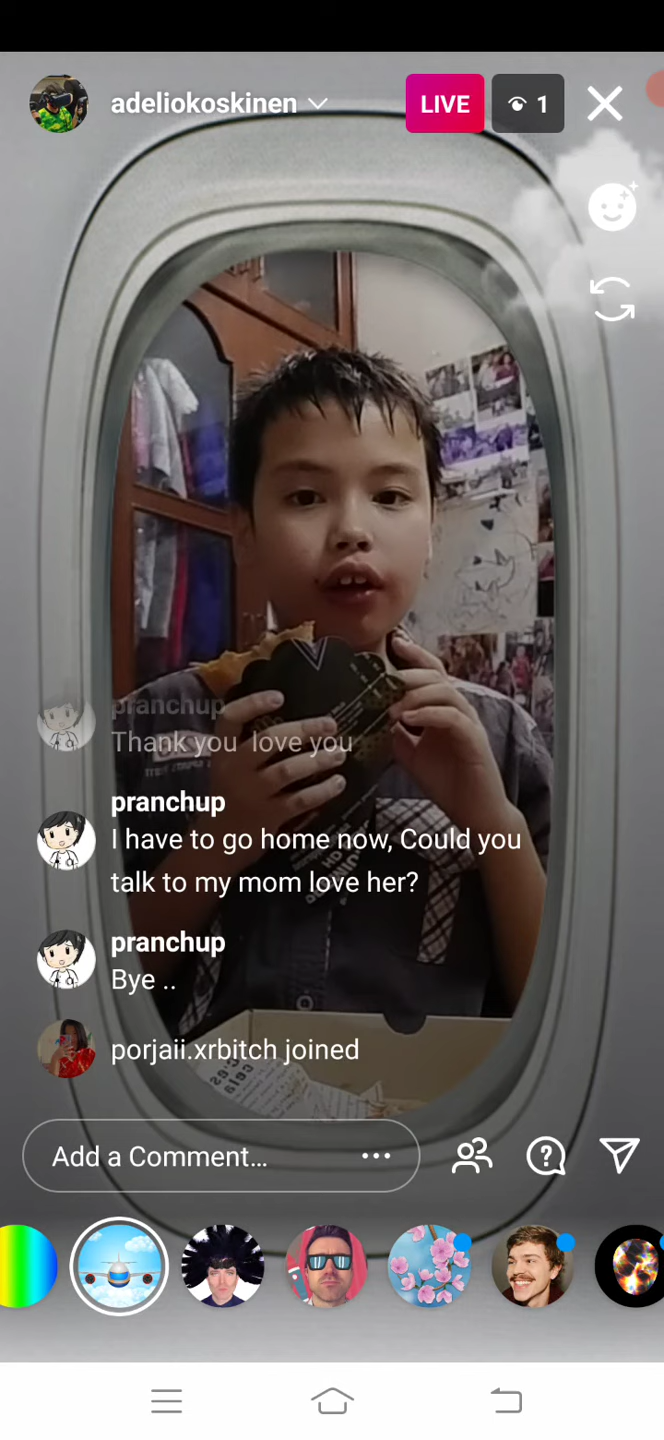 adeliokoskinen
LIVE
1
pranchup
Thank you love you
pranchup
I have to go home now, Could you
talk to my mom love her?
pranchup
Bye ..
porjaii.xrbitch joined
Add a Comment...